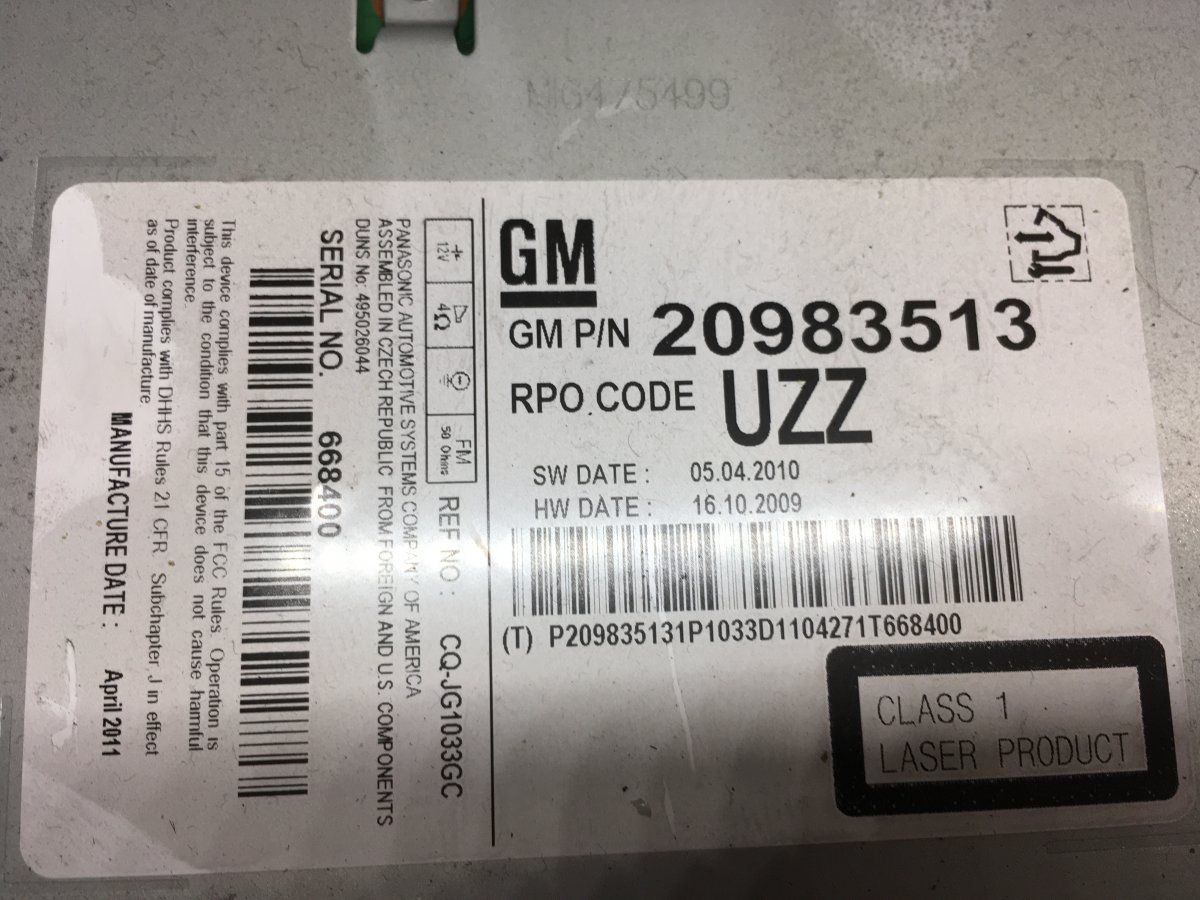 MG475499
GM
GM P/N 20983513
RPO CODE UZZ
SW DATE : 05.04.2010
HW DATE : 16.10.2009
(T) P209835131P1033D1104271T668400
CLASS 1
LASER PRODUCT
+ 12V
4Ω
FM 50 Ohms
REF NO : CQ-JG1033GC
PANASONIC AUTOMOTIVE SYSTEMS COMPANY OF AMERICA
ASSEMBLED IN CZECH REPUBLIC FROM FOREIGN AND U.S. COMPONENTS
DUNS No: 495026044
SERIAL NO. 668400
This device complies with part 15 of the FCC Rules. Operation is
subject to the condition that this device does not cause harmful
interference.
Product complies with DHHS Rules 21 CFR Subchapter J in effect
as of date of manufacture
MANUFACTURE DATE : April 2011